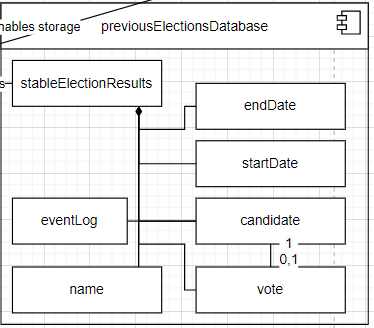 nables storage
previousElectionsDatabase
s
stableElectionResults
endDate
startDate
eventLog
candidate
1
0,1
name
vote